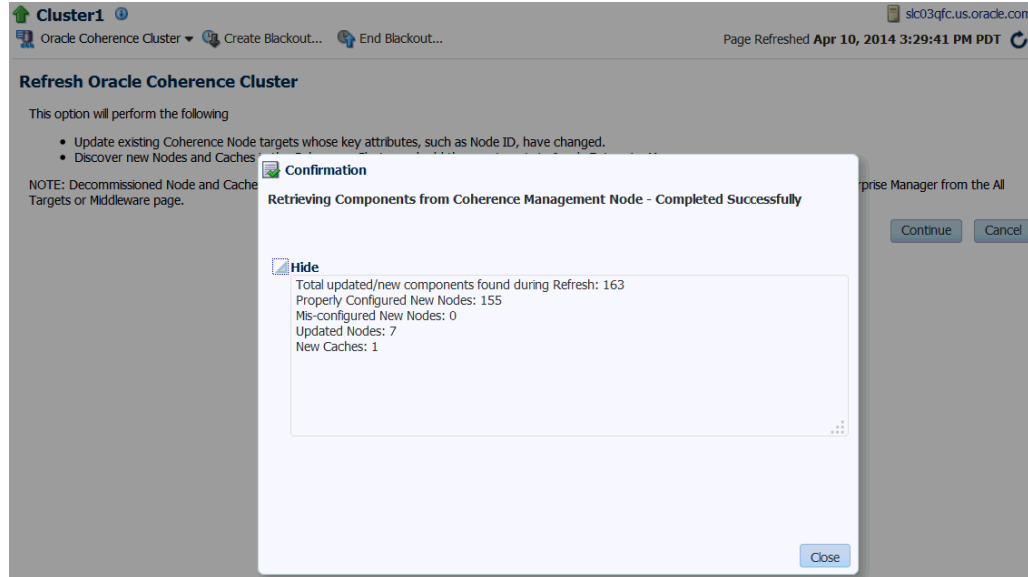 Cluster1
slc03qfc.us.oracle.com
Oracle Coherence Cluster Create Blackout... End Blackout...
Page Refreshed Apr 10, 2014 3:29:41 PM PDT
Refresh Oracle Coherence Cluster
This option will perform the following
• Update existing Coherence Node targets whose key attributes, such as Node ID, have changed.
• Discover new Nodes and Caches
NOTE: Decommissioned Node and Cache
rprise Manager from the All
Targets or Middleware page.
Continue Cancel
Confirmation
Retrieving Components from Coherence Management Node - Completed Successfully
Hide
Total updated/new components found during Refresh: 163
Properly Configured New Nodes: 155
Mis-configured New Nodes: 0
Updated Nodes: 7
New Caches: 1
Close